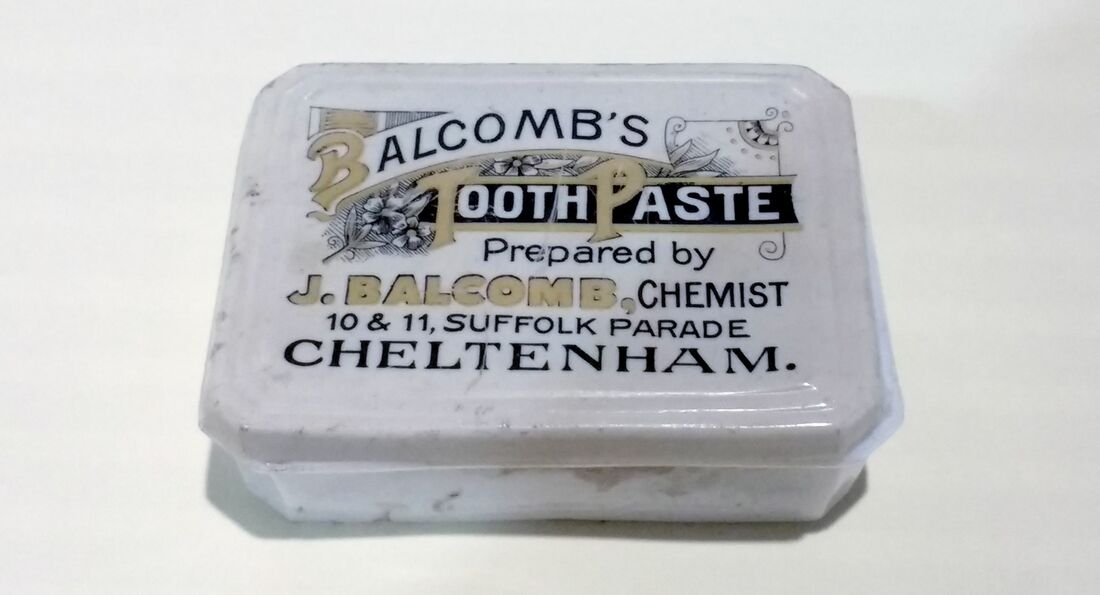 BALCOMB'S
TOOTH PASTE
Prepared by
J. BALCOMB, CHEMIST
10 & 11, SUFFOLK PARADE
CHELTENHAM.